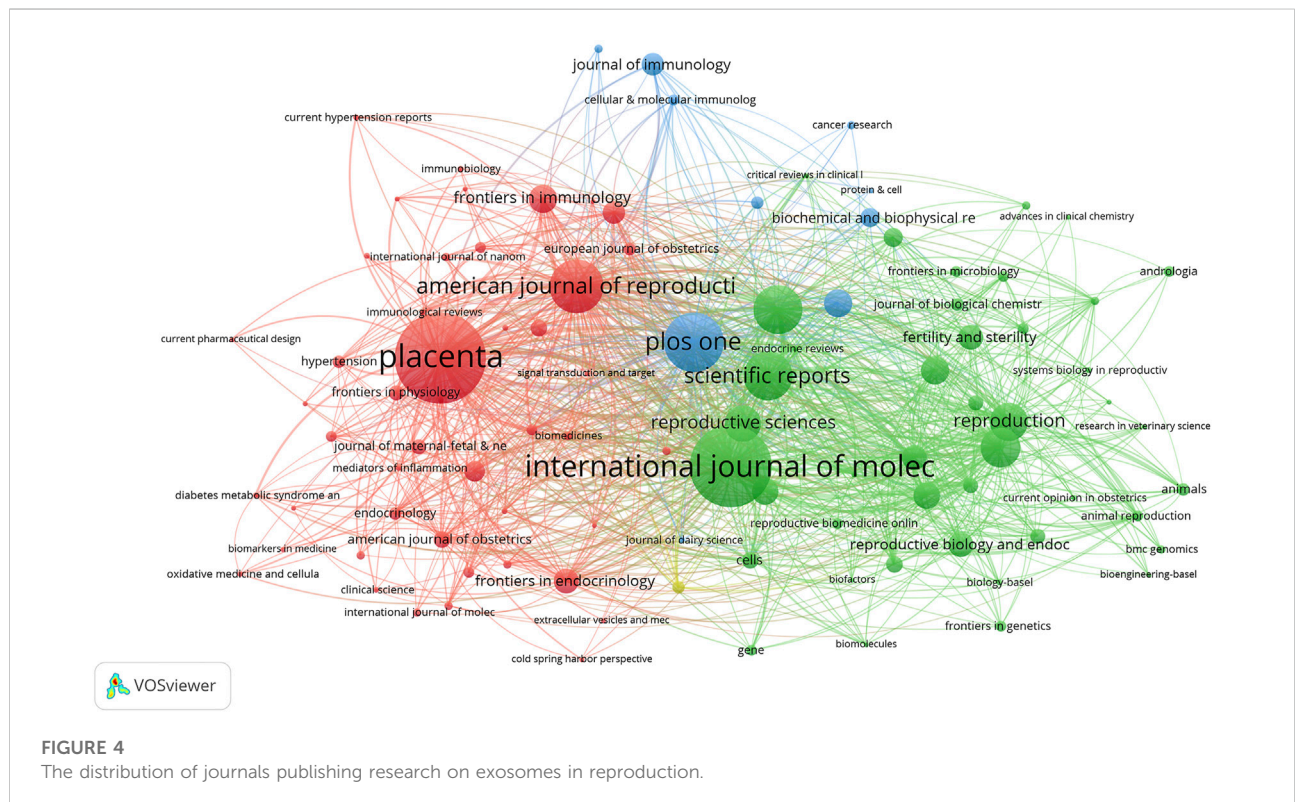 journal of immunology
cellular & molecular immunolog
current hypertension reports
cancer research
immunobiology
critical reviews in clinical l
protein & cell
frontiers in immunology
biochemical and biophysical re
advances in clinical chemistry
european journal of obstetrics
international journal of nanom
frontiers in microbiology
andrologia
american journal of reproducti
journal of biological chemistr
immunological reviews
current pharmaceutical design
plos one
fertility and sterility
endocrine reviews
placenta
hypertension
signal transduction and target
scientific reports
systems biology in reproductiv
frontiers in physiology
reproductive sciences
reproduction
research in veterinary science
biomedicines
journal of maternal-fetal & ne
mediators of inflammation
international journal of molec
diabetes metabolic syndrome an
current opinion in obstetrics
animals
endocrinology
reproductive biomedicine onlin
animal reproduction
american journal of obstetrics
journal of dairy science
reproductive biology and endoc
biomarkers in medicine
cells
bmc genomics
oxidative medicine and cellula
frontiers in endocrinology
biofactors
biology-basel
bioengineering-basel
clinical science
international journal of molec
extracellular vesicles and mec
frontiers in genetics
gene
biomolecules
cold spring harbor perspective
VOSviewer
FIGURE 4
The distribution of journals publishing research on exosomes in reproduction.